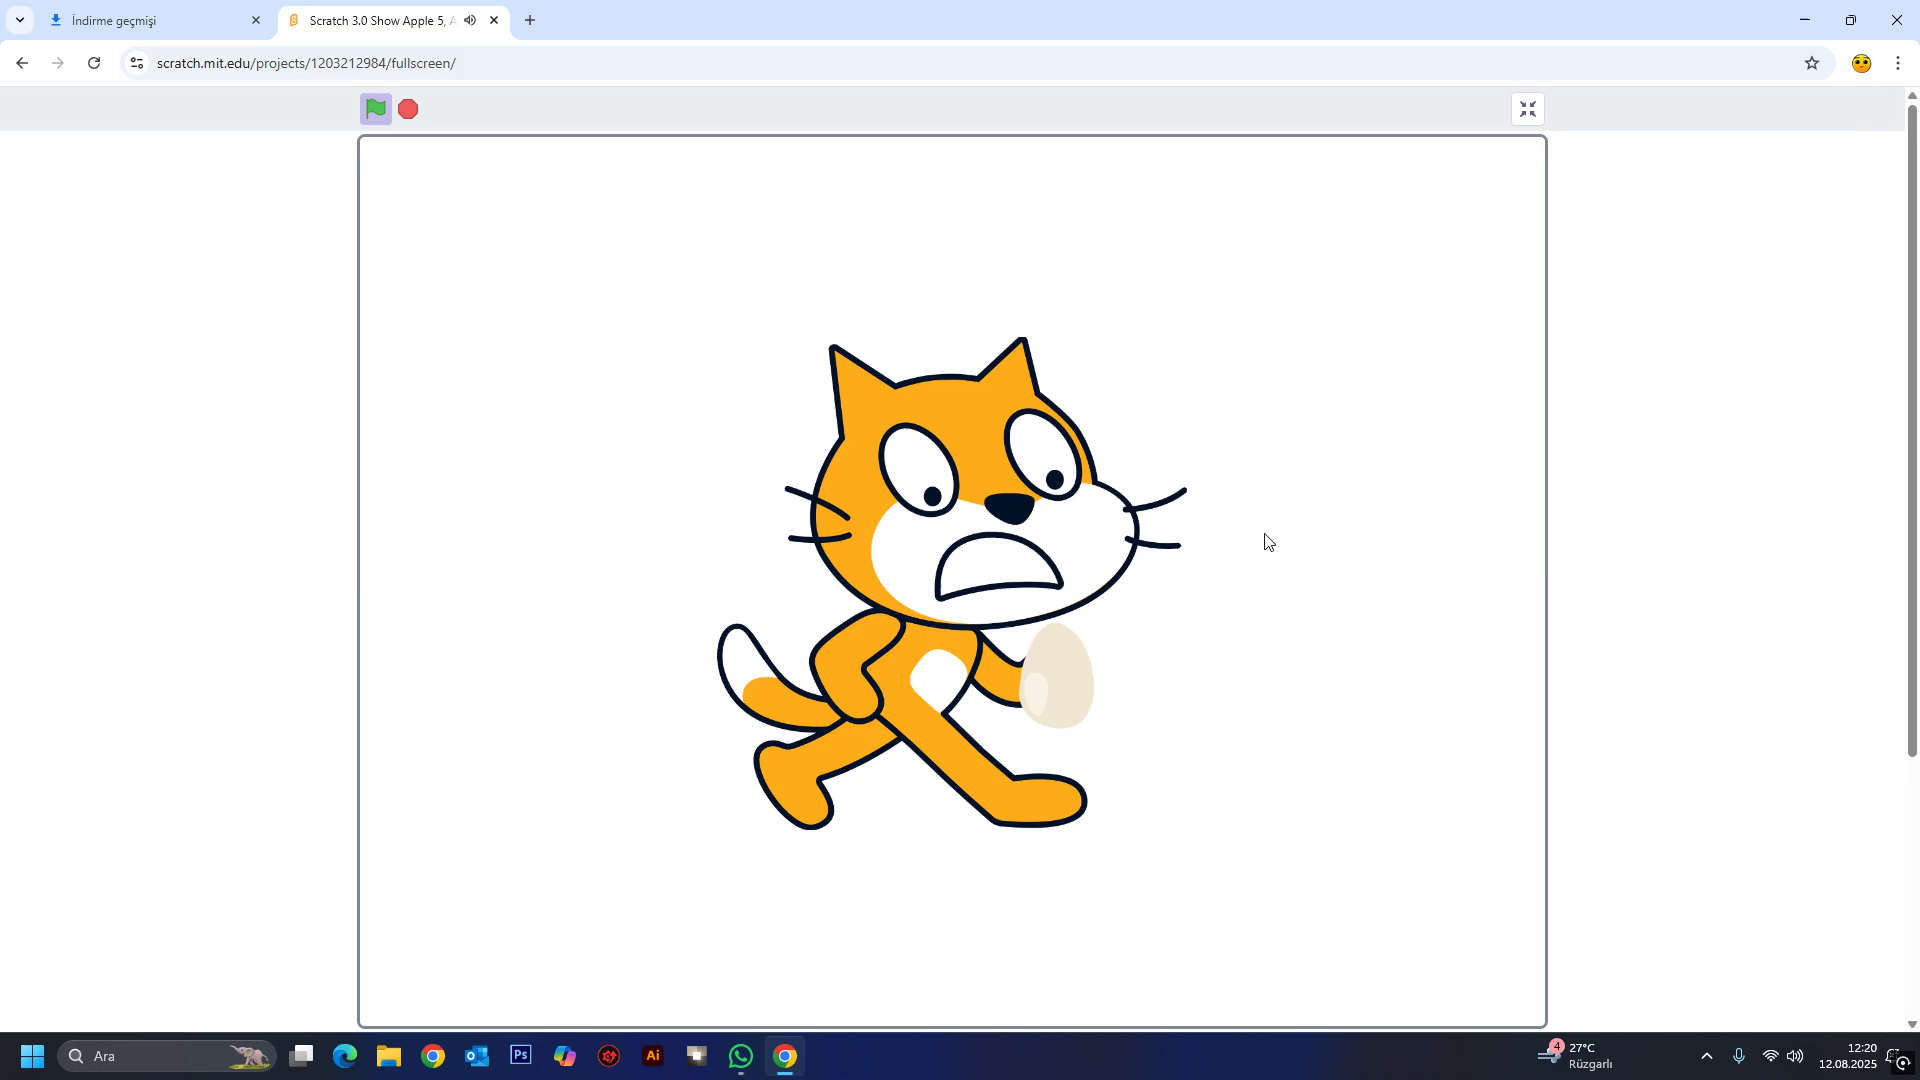 İndirme geçmişi
Scratch 3.0 Show Apple 5, A
scratch.mit.edu/projects/1203212984/fullscreen/
Ara
Ps
Ai
4
27°C
Rüzgarlı
12:20
12.08.2025